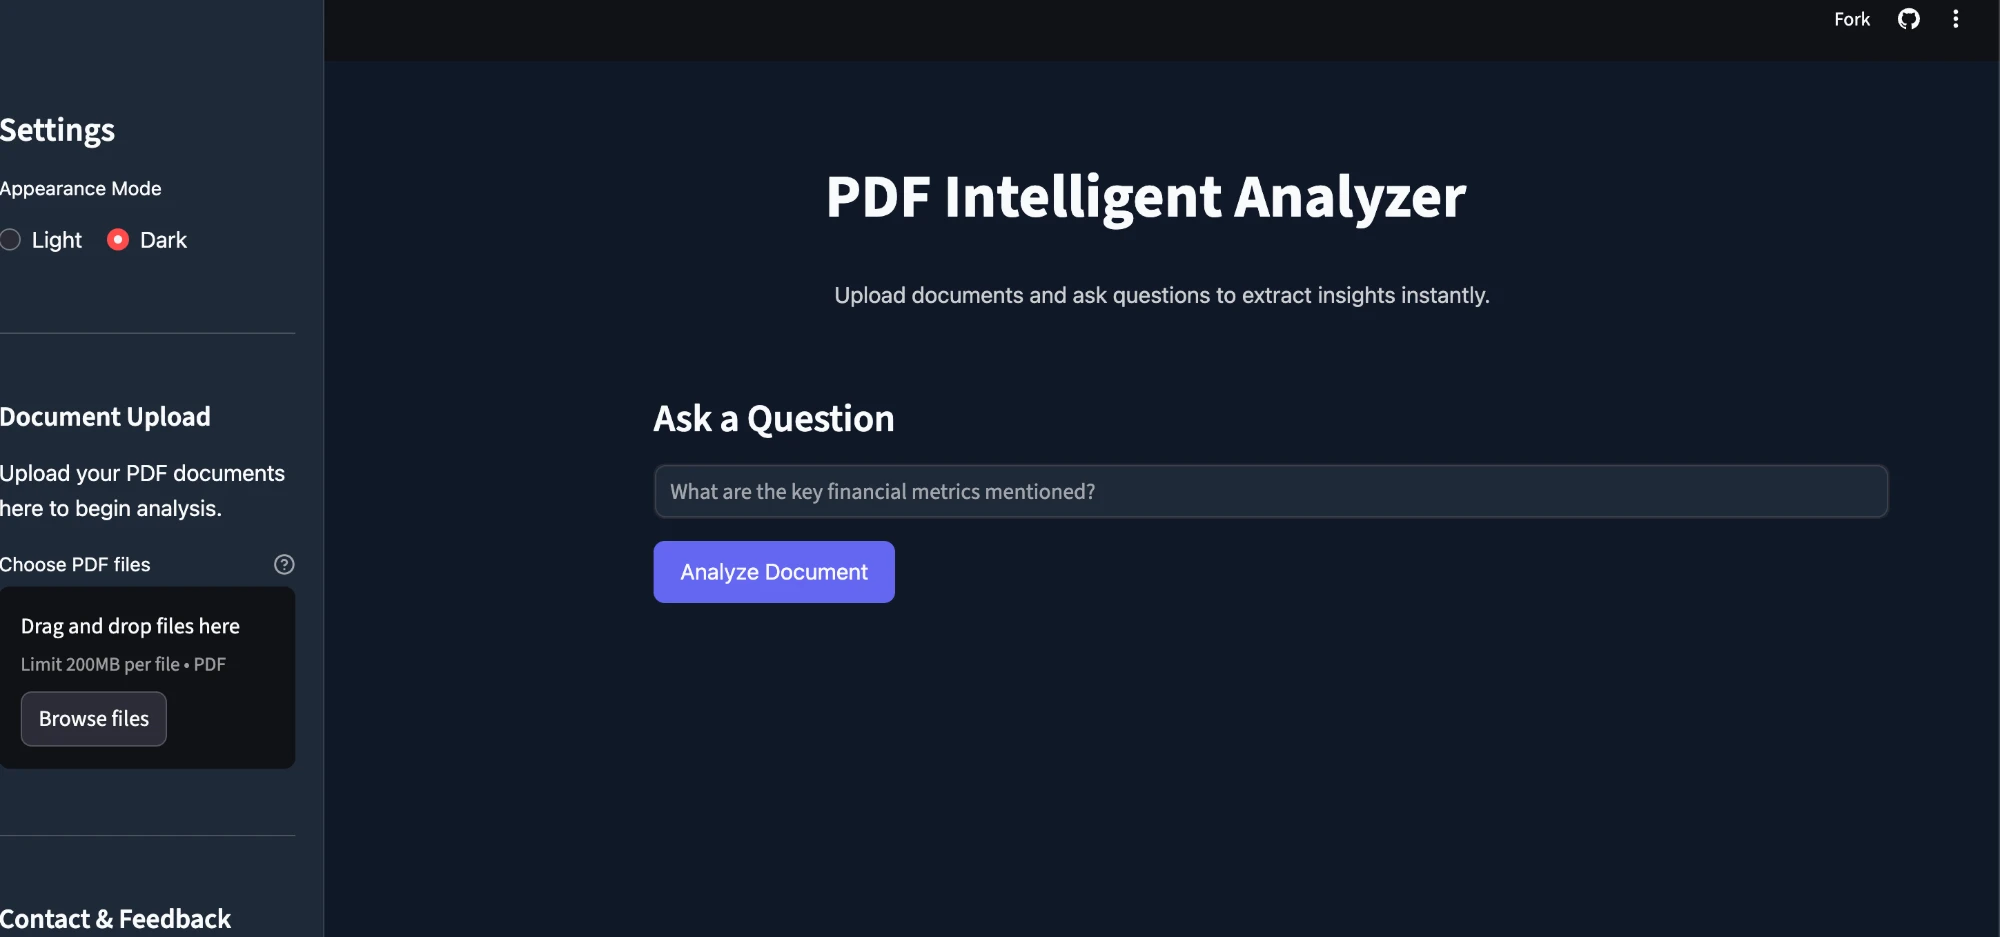 Fork
Settings
Appearance Mode
Light
Dark
Document Upload
Upload your PDF documents
here to begin analysis.
Choose PDF files
Drag and drop files here
Limit 200MB per file • PDF
Browse files
Contact & Feedback
PDF Intelligent Analyzer
Upload documents and ask questions to extract insights instantly.
Ask a Question
What are the key financial metrics mentioned?
Analyze Document